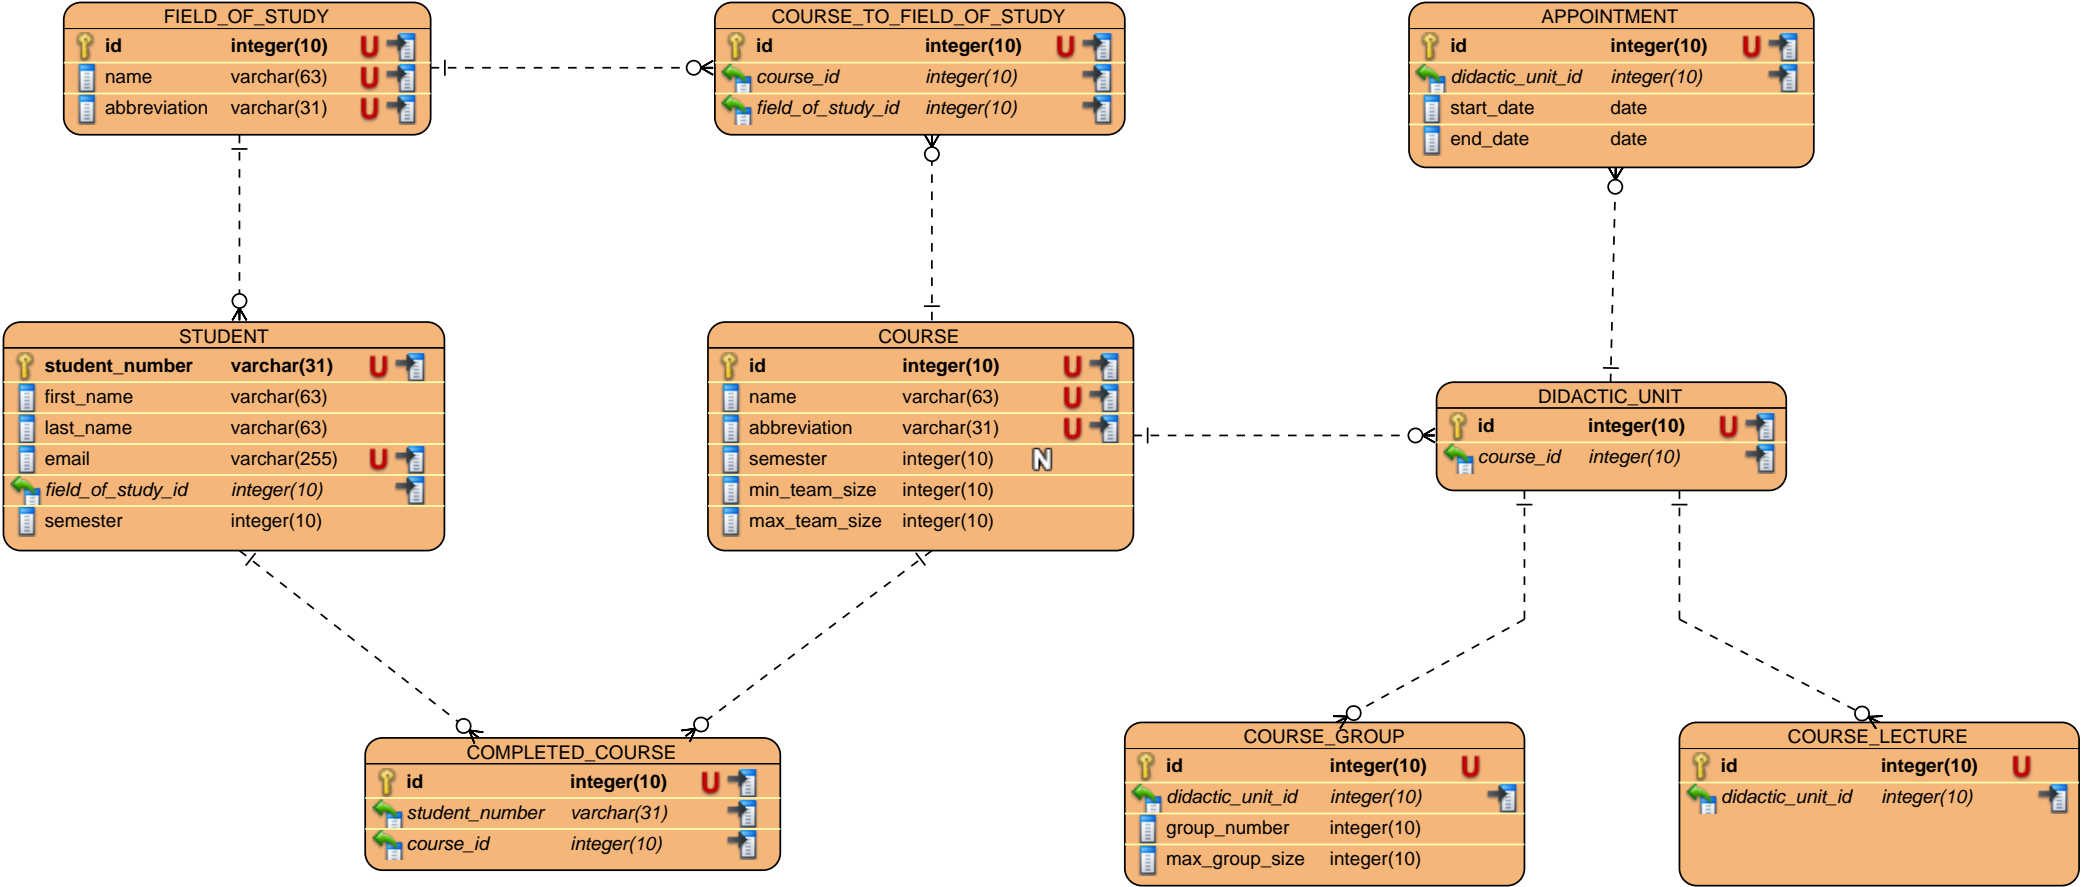 FIELD_OF_STUDY
id integer(10) U
name varchar(63) U
abbreviation varchar(31) U
COURSE_TO_FIELD_OF_STUDY
id integer(10) U
course_id integer(10)
field_of_study_id integer(10)
APPOINTMENT
id integer(10) U
didactic_unit_id integer(10)
start_date date
end_date date
STUDENT
student_number varchar(31) U
first_name varchar(63)
last_name varchar(63)
email varchar(255) U
field_of_study_id integer(10)
semester integer(10)
COURSE
id integer(10) U
name varchar(63) U
abbreviation varchar(31) U
semester integer(10) N
min_team_size integer(10)
max_team_size integer(10)
DIDACTIC_UNIT
id integer(10) U
course_id integer(10)
COMPLETED_COURSE
id integer(10) U
student_number varchar(31)
course_id integer(10)
COURSE_GROUP
id integer(10) U
didactic_unit_id integer(10)
group_number integer(10)
max_group_size integer(10)
COURSE_LECTURE
id integer(10) U
didactic_unit_id integer(10)